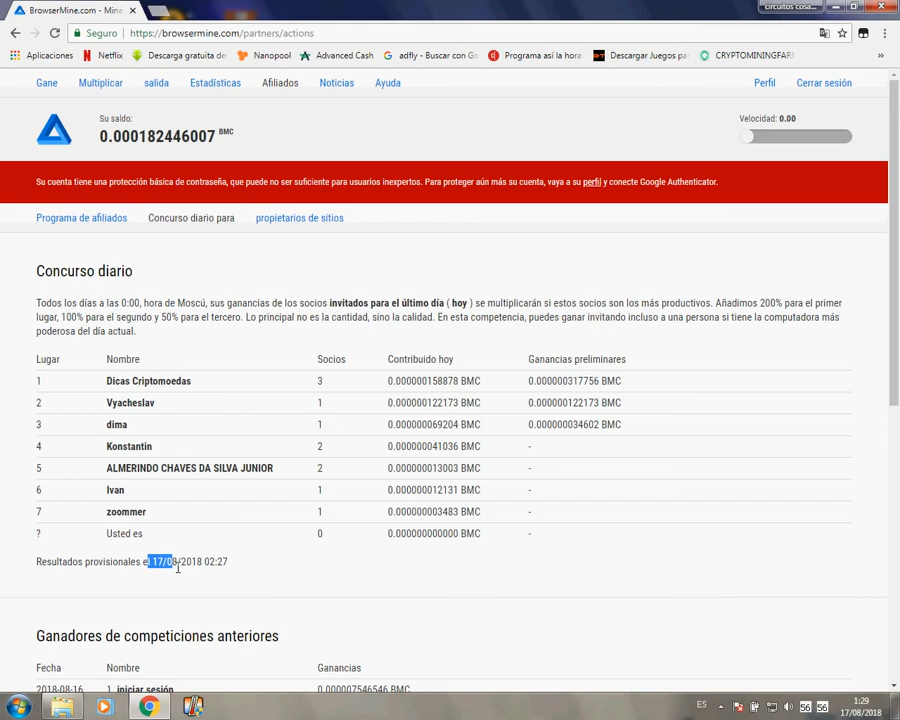 BrowserMine.com - Mine
circuitos cosa...
Seguro
https://browsermine.com/partners/actions
Aplicaciones
Netflix
Descarga gratuita de
Nanopool
Advanced Cash
adfly - Buscar con Go
Programa así la hora
Descargar Juegos pa
CRYPTOMININGFAR
Gane
Multiplicar
salida
Estadísticas
Afiliados
Noticias
Ayuda
Perfil
Cerrar sesión
Su saldo:
0.000182446007 BMC
Velocidad: 0.00
Su cuenta tiene una protección básica de contraseña, que puede no ser suficiente para usuarios inexpertos. Para proteger aún más su cuenta, vaya a su perfil y conecte Google Authenticator.
Programa de afiliados
Concurso diario para
propietarios de sitios
Concurso diario
Todos los días a las 0:00, hora de Moscú, sus ganancias de los socios invitados para el último día ( hoy ) se multiplicarán si estos socios son los más productivos. Añadimos 200% para el primer
lugar, 100% para el segundo y 50% para el tercero. Lo principal no es la cantidad, sino la calidad. En esta competencia, puedes ganar invitando incluso a una persona si tiene la computadora más
poderosa del día actual.
Lugar Nombre Socios Contribuido hoy Ganancias preliminares
1 Dicas Criptomoedas 3 0.000000158878 BMC 0.000000317756 BMC
2 Vyacheslav 1 0.000000122173 BMC 0.000000122173 BMC
3 dima 1 0.000000069204 BMC 0.000000034602 BMC
4 Konstantin 2 0.000000041036 BMC -
5 ALMERINDO CHAVES DA SILVA JUNIOR 2 0.000000013003 BMC -
6 Ivan 1 0.000000012131 BMC -
7 zoommer 1 0.000000003483 BMC -
? Usted es 0 0.000000000000 BMC -
Resultados provisionales el 17/08/2018 02:27
Ganadores de competiciones anteriores
Fecha Nombre Ganancias
2018-08-16 1. iniciar sesión 0.000007546546 BMC
ES
56
56
1:29
17/08/2018